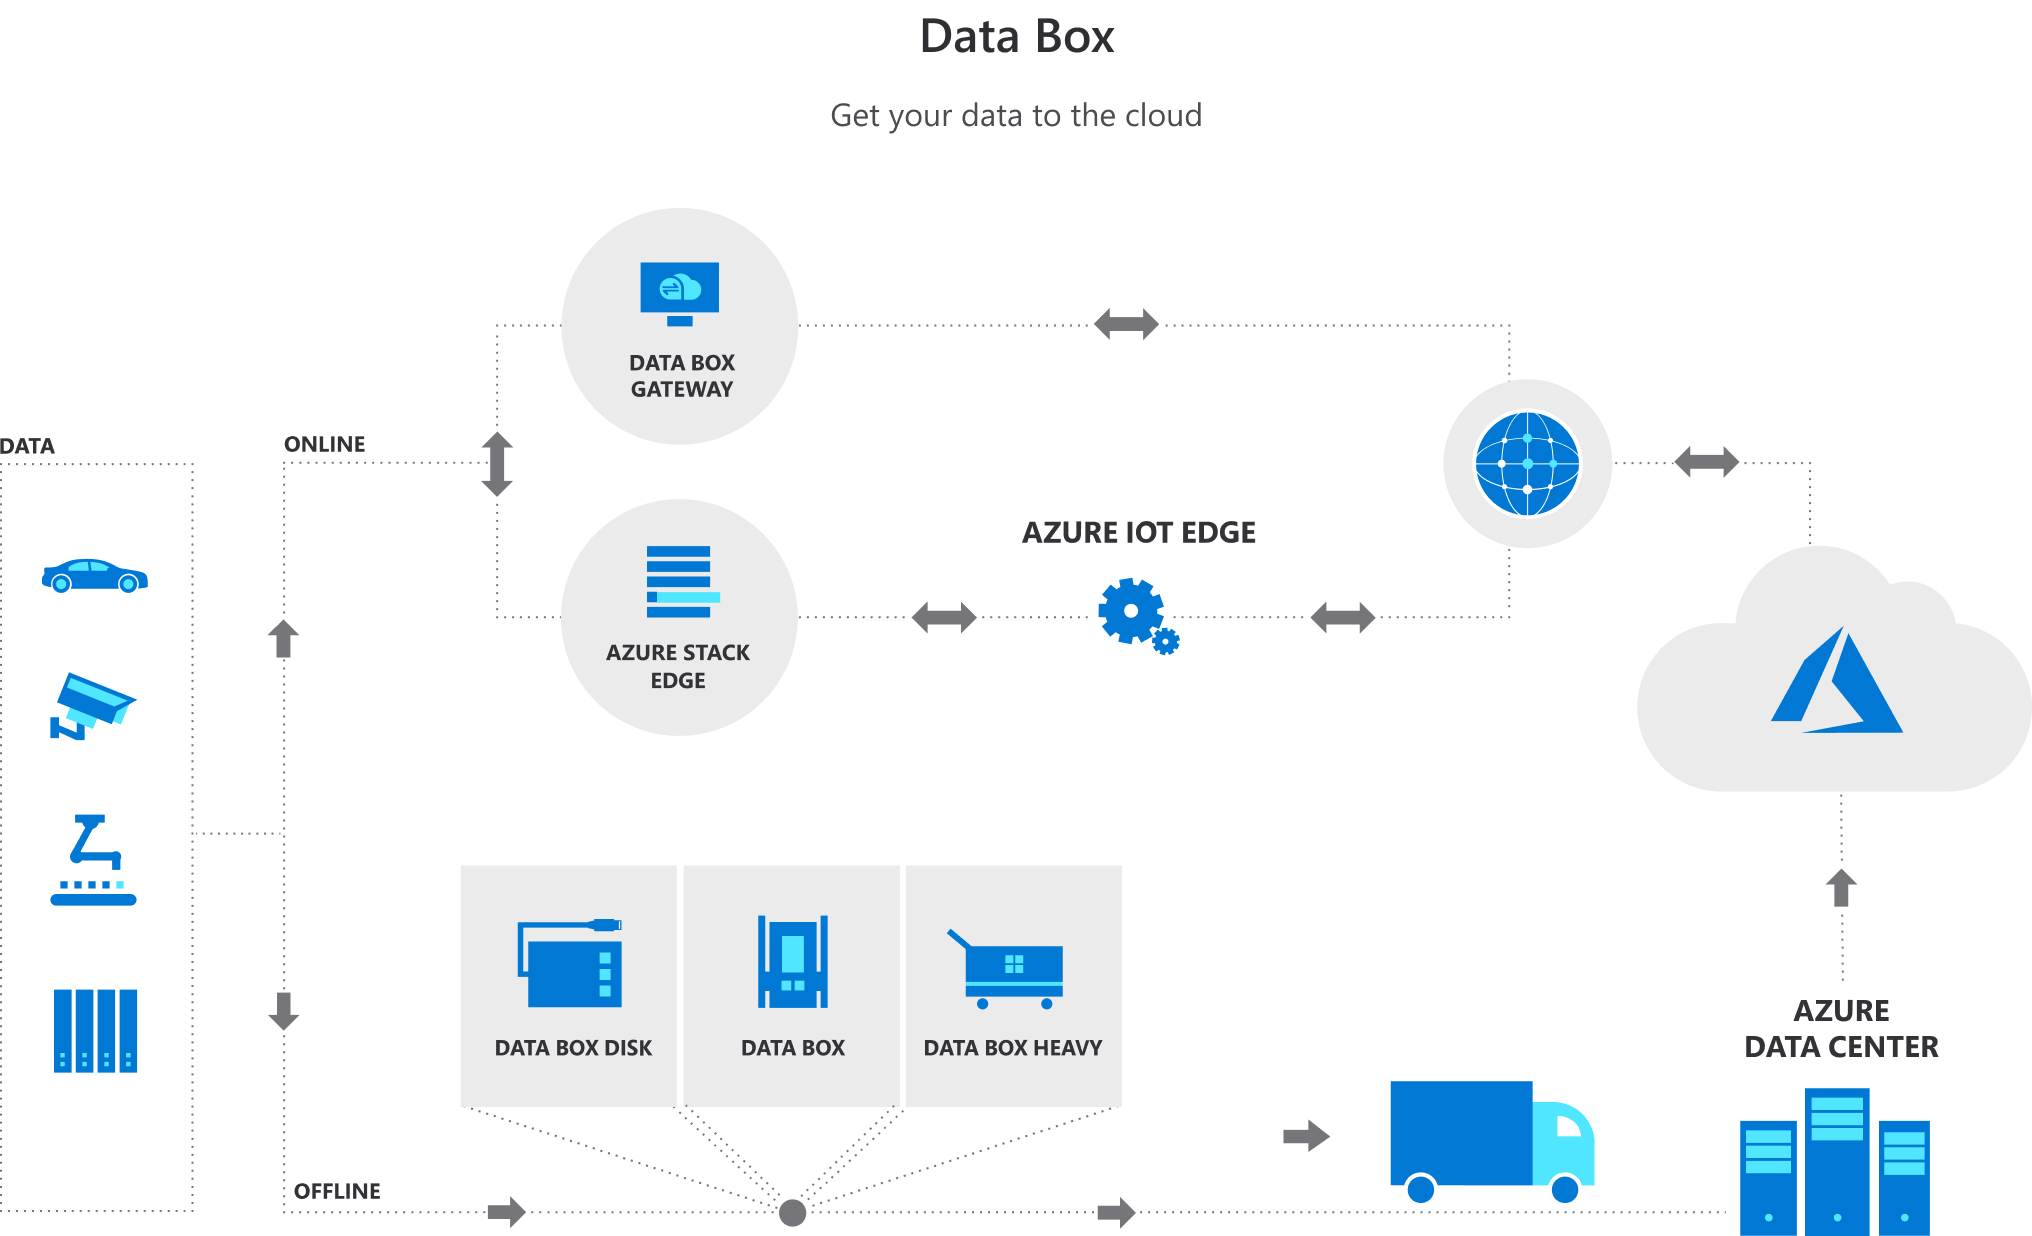 Data Box
Get your data to the cloud
DATA
ONLINE
DATA BOX
GATEWAY
AZURE STACK
EDGE
AZURE IOT EDGE
DATA BOX DISK
DATA BOX
DATA BOX HEAVY
OFFLINE
AZURE
DATA CENTER